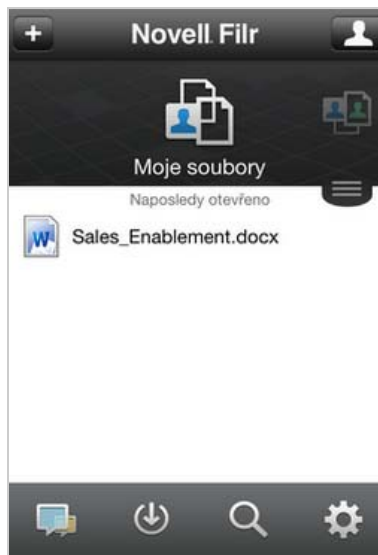 Novell Filr
Moje soubory
Naposledy otevřeno
Sales_Enablement.docx